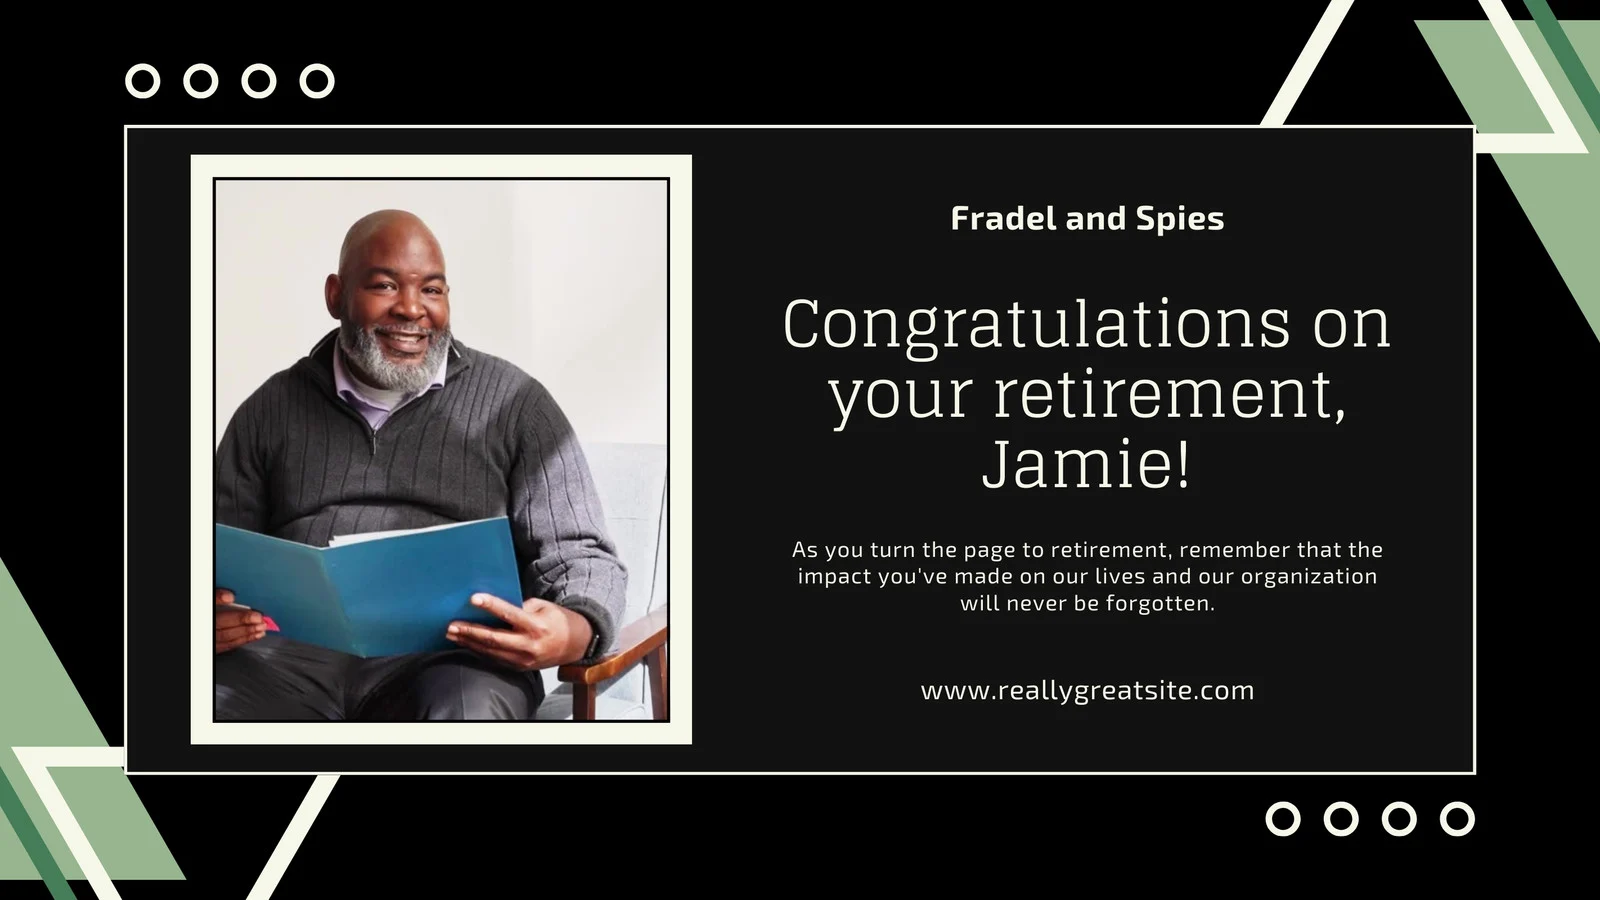 Fradel and Spies
Congratulations on
your retirement,
Jamie!
As you turn the page to retirement, remember that the
impact you've made on our lives and our organization
will never be forgotten.
www.reallygreatsite.com